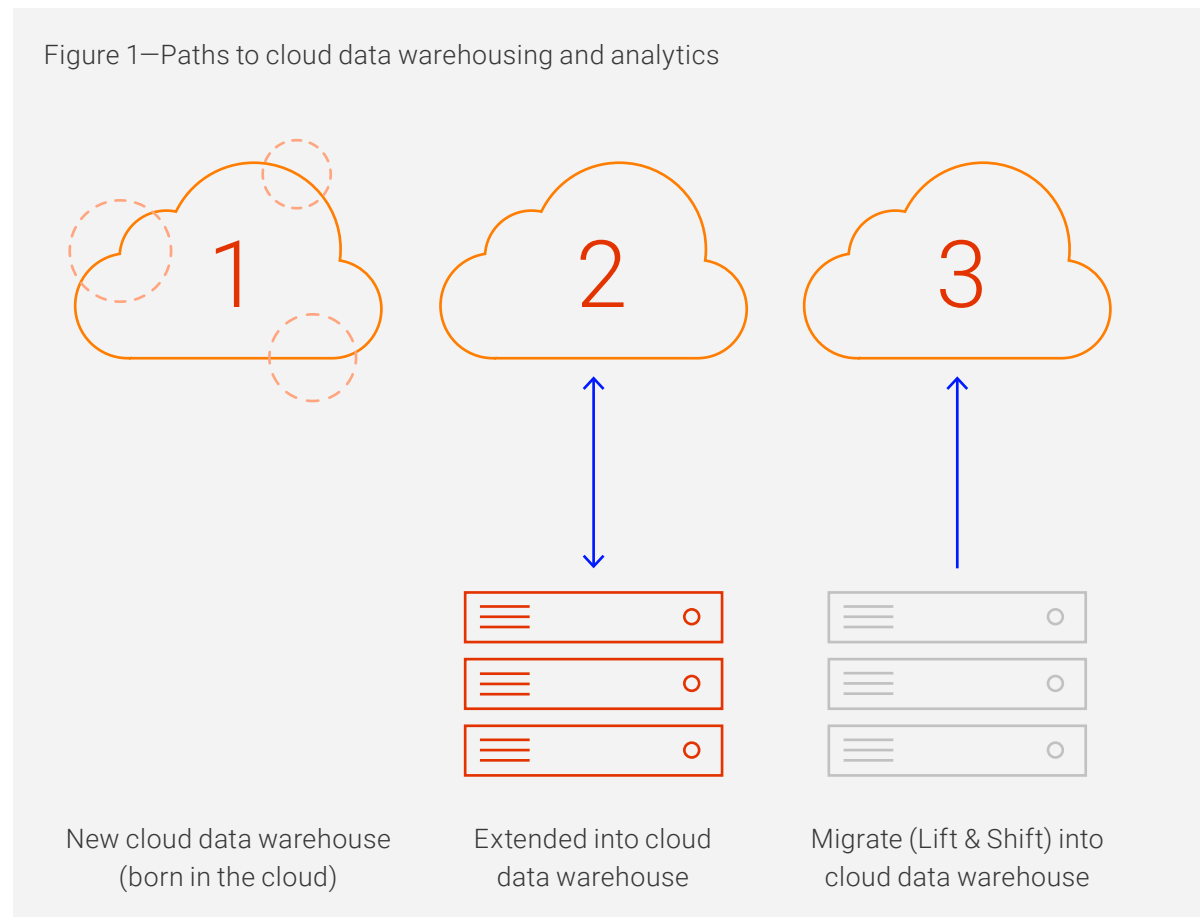 Figure 1—Paths to cloud data warehousing and analytics
1
2
3
New cloud data warehouse
(born in the cloud)
Extended into cloud
data warehouse
Migrate (Lift & Shift) into
cloud data warehouse